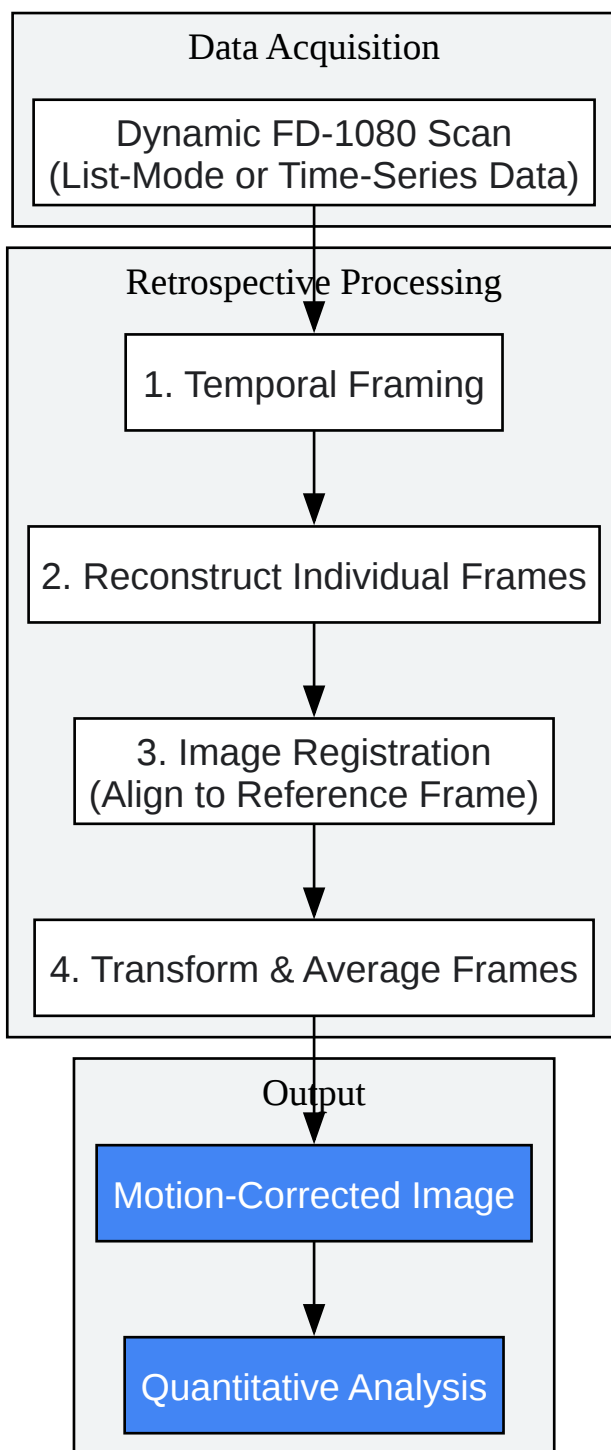 Data Acquisition
Dynamic FD-1080 Scan
(List-Mode or Time-Series Data)
Retrospective Processing
1. Temporal Framing
2. Reconstruct Individual Frames
3. Image Registration
(Align to Reference Frame)
4. Transform & Average Frames
Output
Motion-Corrected Image
Quantitative Analysis